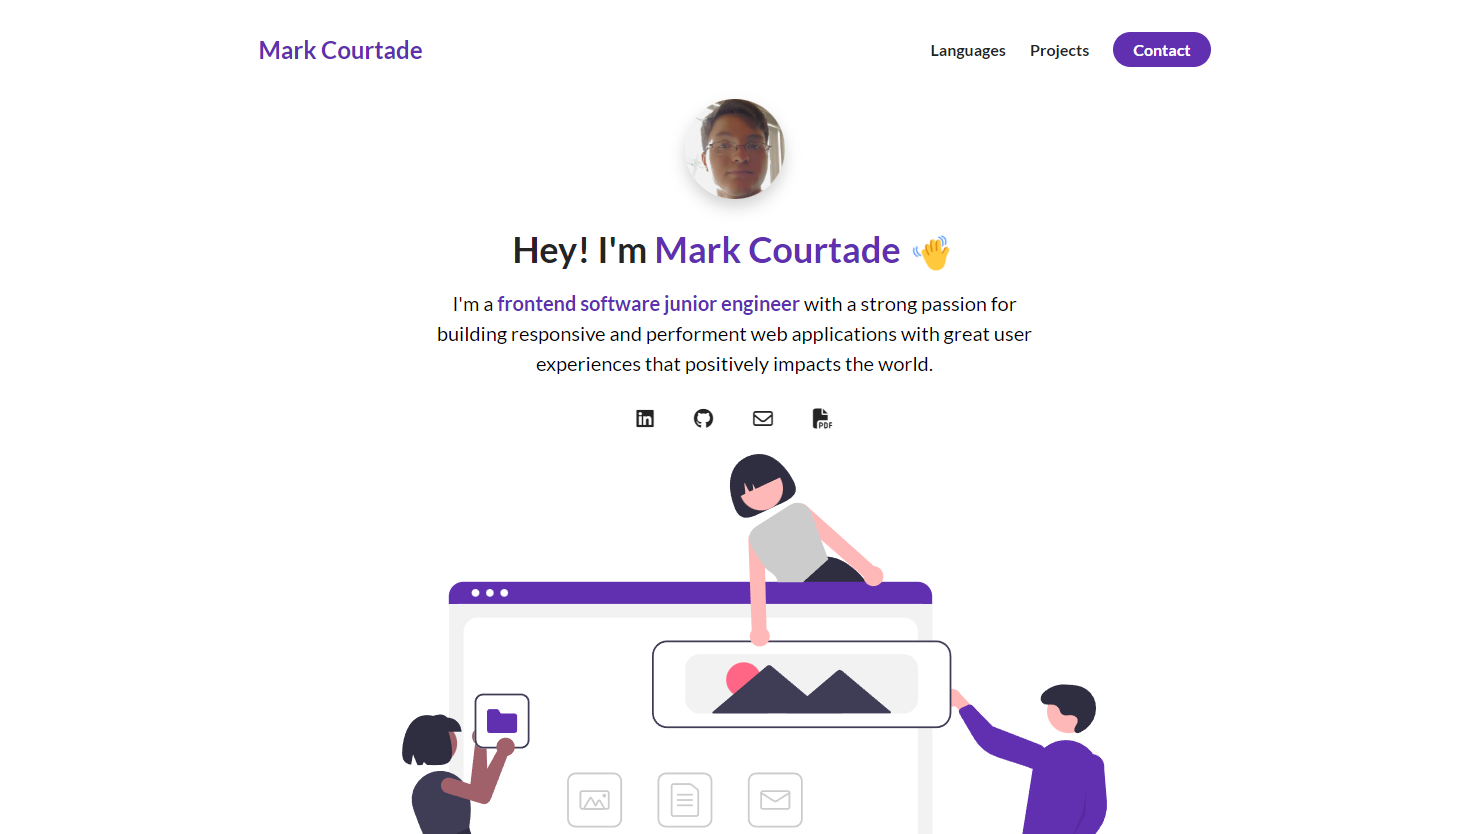 Mark Courtade
Languages Projects Contact
Hey! I'm Mark Courtade
I'm a frontend software junior engineer with a strong passion for
building responsive and performent web applications with great user
experiences that positively impacts the world.
PDF